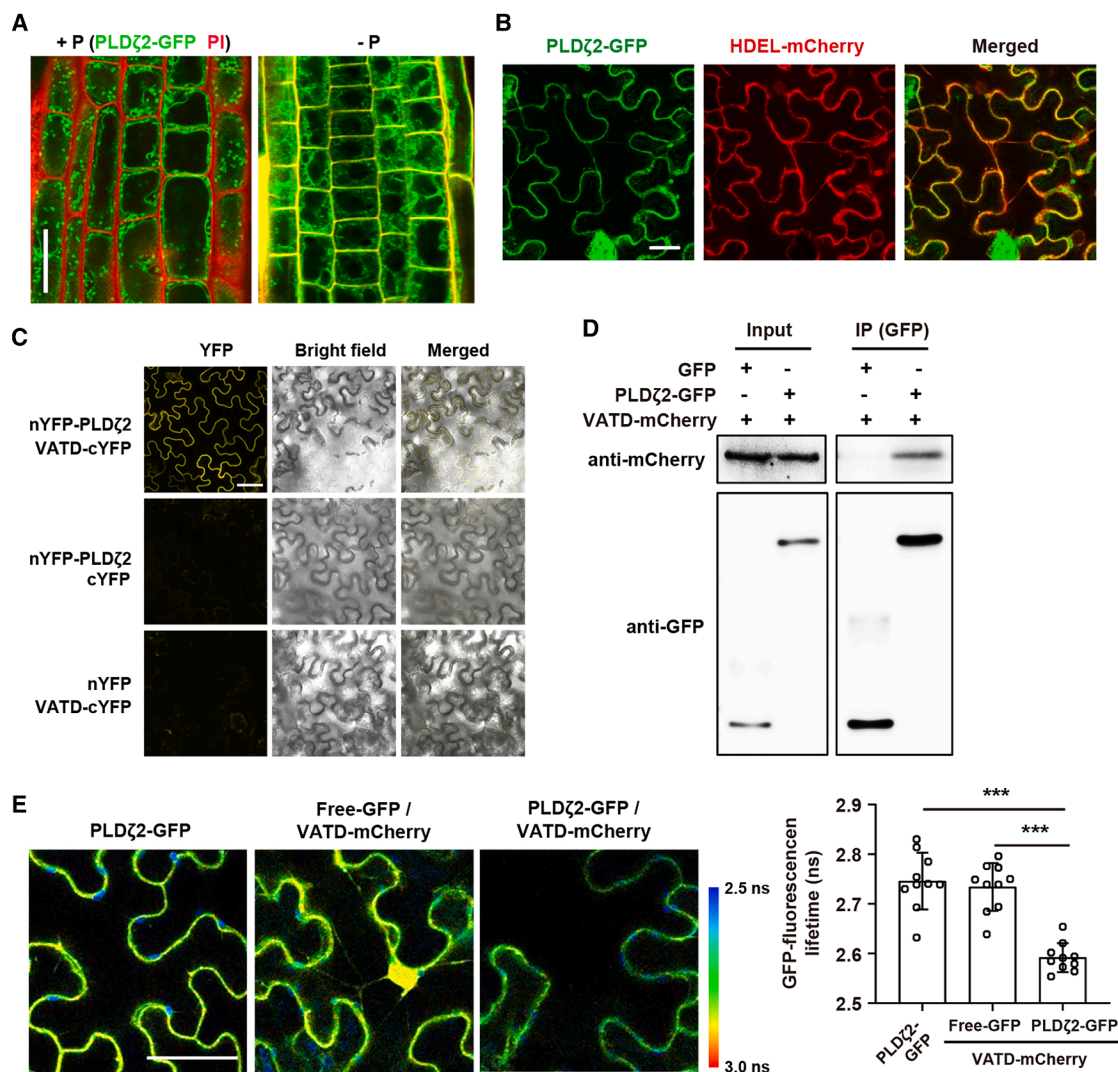 A
+ P (PLDζ2-GFP PI)
- P
B
PLDζ2-GFP
HDEL-mCherry
Merged
C
YFP
Bright field
Merged
nYFP-PLDζ2
VATD-cYFP
nYFP-PLDζ2
cYFP
nYFP
VATD-cYFP
D
Input
IP (GFP)
GFP + - + -
PLDζ2-GFP - + - +
VATD-mCherry + + + +
anti-mCherry
anti-GFP
E
PLDζ2-GFP
Free-GFP /
VATD-mCherry
PLDζ2-GFP /
VATD-mCherry
2.5 ns
3.0 ns
GFP-fluorescencen
lifetime (ns)
2.9
2.8
2.7
2.6
2.5
***
***
PLDζ2-
GFP
Free-GFP
PLDζ2-GFP
VATD-mCherry